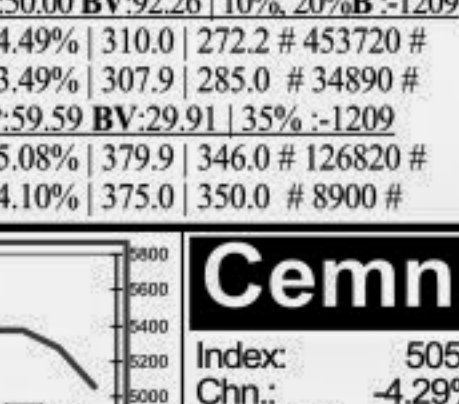 :50.00 BV:92.26 | 10%, 20%B :-1209
4.49% | 310.0 | 272.2 # 453720 #
3.49% | 307.9 | 285.0 # 34890 #
:59.59 BV:29.91 | 35% :-1209
5.08% | 379.9 | 346.0 # 126820 #
4.10% | 375.0 | 350.0 # 8900 #
5800
5600
5400
5200
5000
Cemn
Index: 505
Chn.: -4.29%